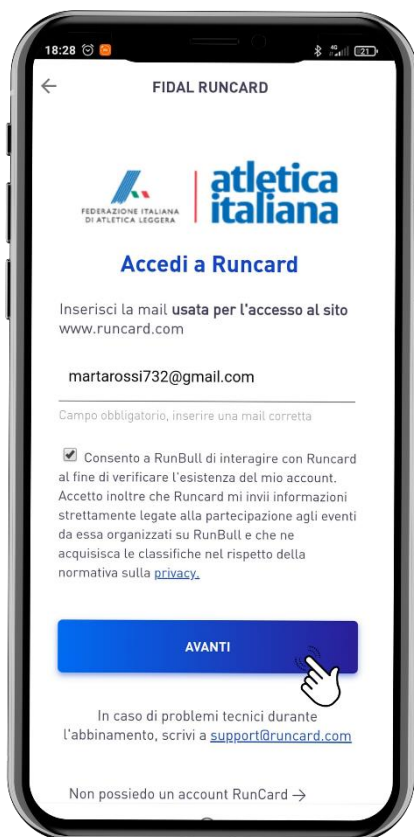 18:28
4G
21
FIDAL RUNCARD
FEDERAZIONE ITALIANA
DI ATLETICA LEGGERA
atletica
italiana
Accedi a Runcard
Inserisci la mail usata per l'accesso al sito
www.runcard.com
martarossi732@gmail.com
Campo obbligatorio, inserire una mail corretta
Consento a RunBull di interagire con Runcard
al fine di verificare l'esistenza del mio account.
Accetto inoltre che Runcard mi invii informazioni
strettamente legate alla partecipazione agli eventi
da essa organizzati su RunBull e che ne
acquisisca le classifiche nel rispetto della
normativa sulla privacy.
AVANTI
In caso di problemi tecnici durante
l'abbinamento, scrivi a support@runcard.com
Non possiedo un account RunCard →